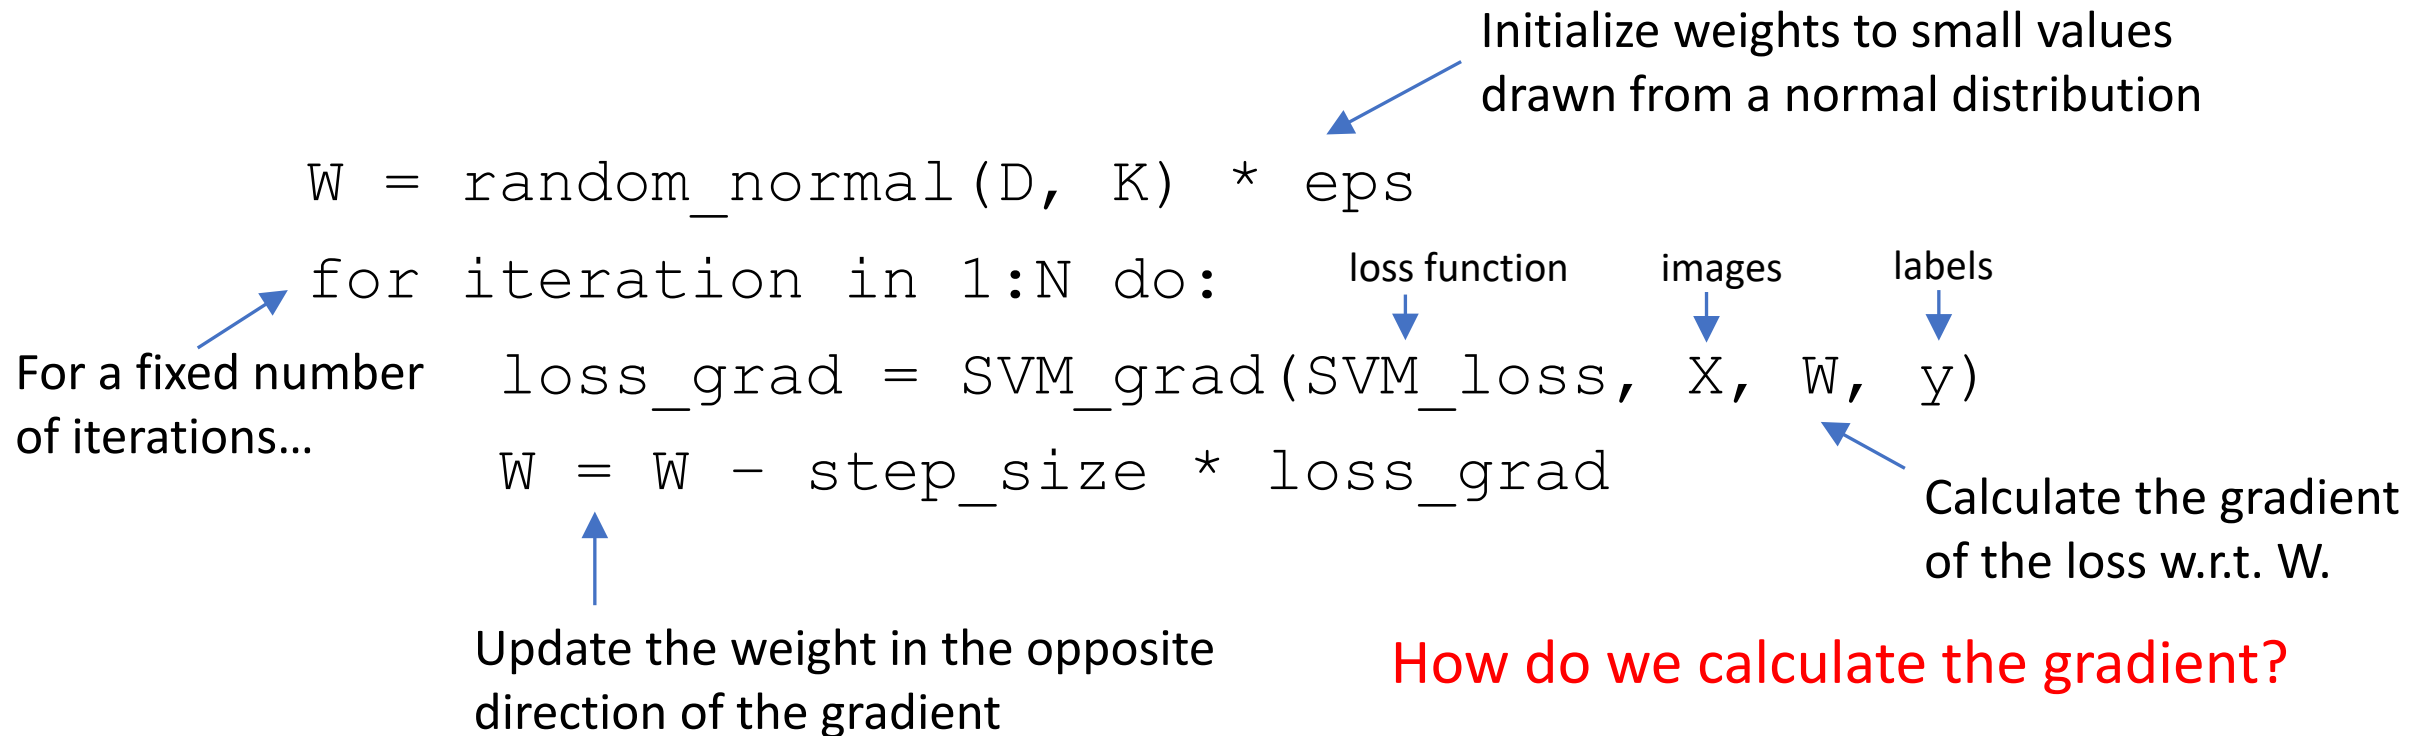 Initialize weights to small values
drawn from a normal distribution
W = random_normal(D, K) * eps
for iteration in 1:N do:
loss function
images
labels
For a fixed number
of iterations…
loss_grad = SVM_grad(SVM_loss, X, W, y)
W = W – step_size * loss_grad
Calculate the gradient
of the loss w.r.t. W.
Update the weight in the opposite
direction of the gradient
How do we calculate the gradient?